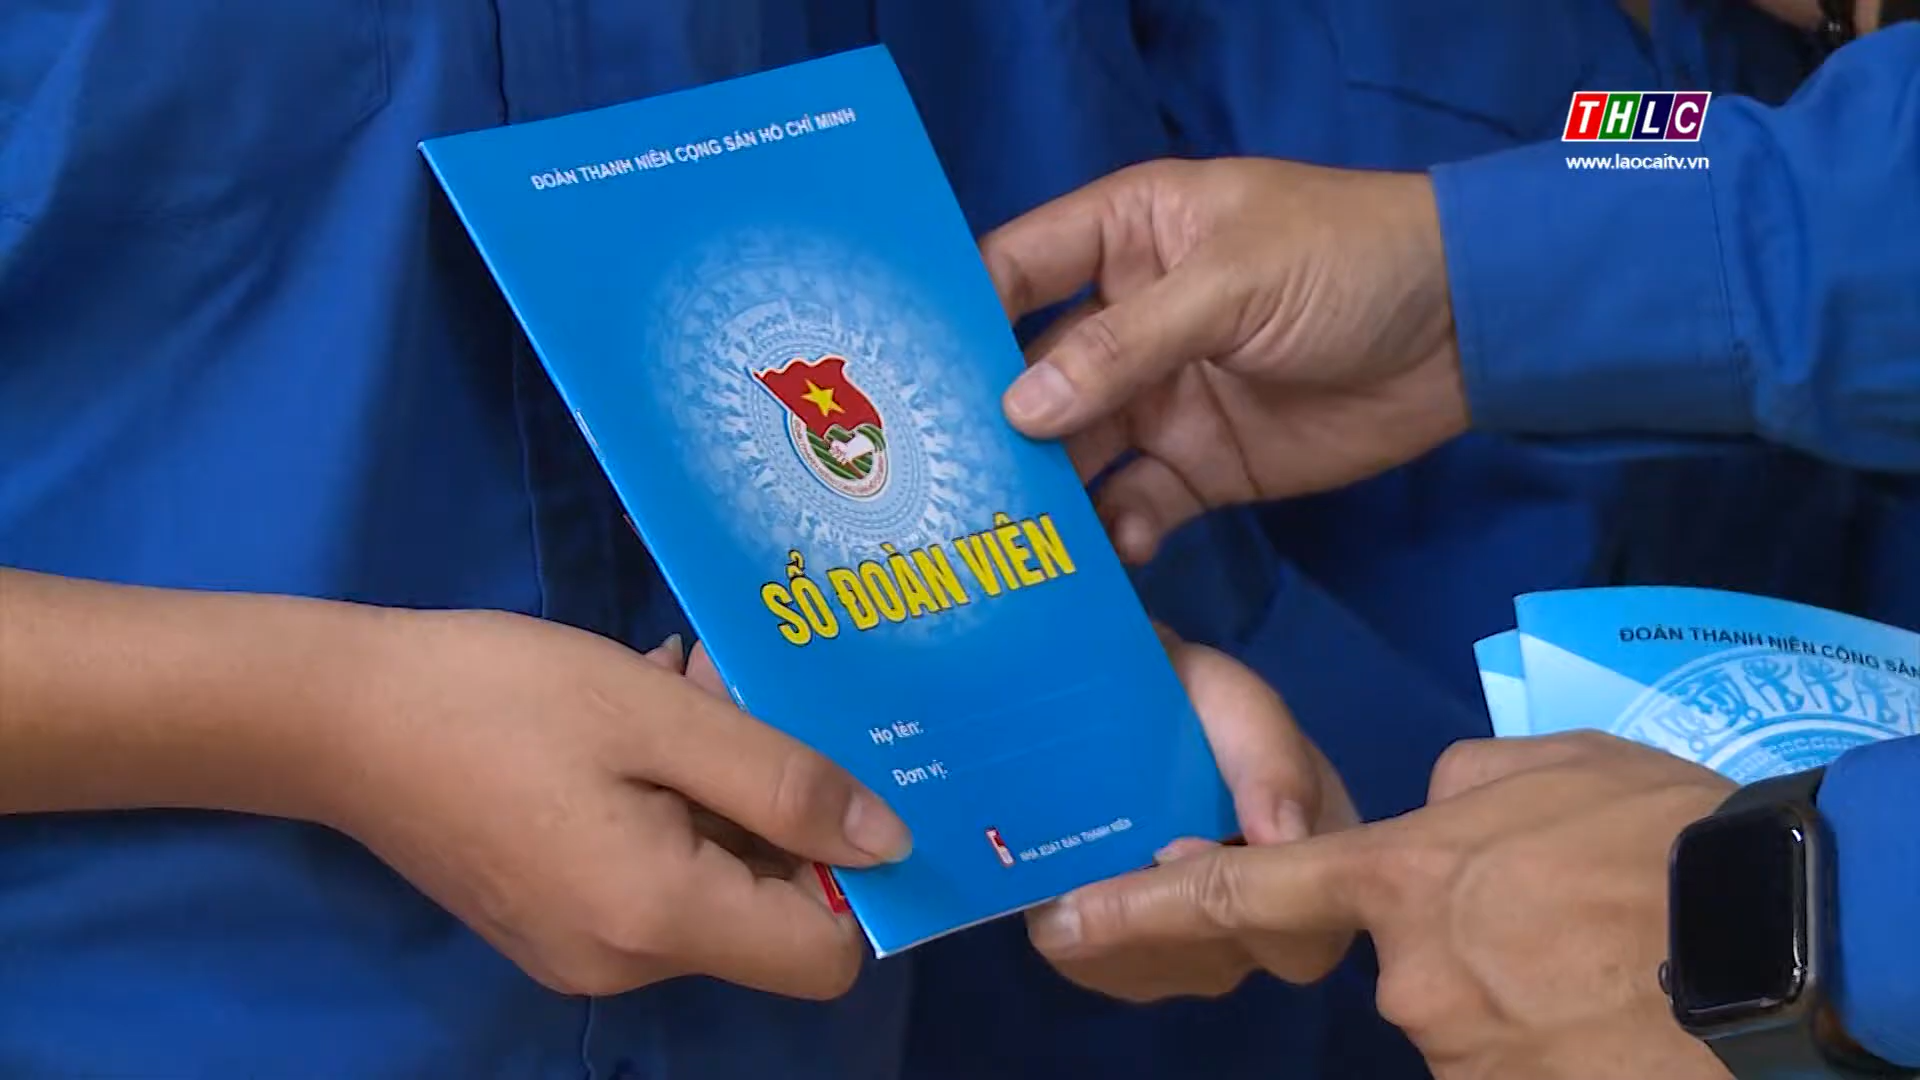 ĐOÀN THANH NIÊN CỘNG SẢN HỒ CHÍ MINH
SỔ ĐOÀN VIÊN
Họ tên:
Đơn vị:
NHÀ XUẤT BẢN THANH NIÊN
THLC
www.laocaitv.vn
ĐOÀN THANH NIÊN CỘNG SẢN